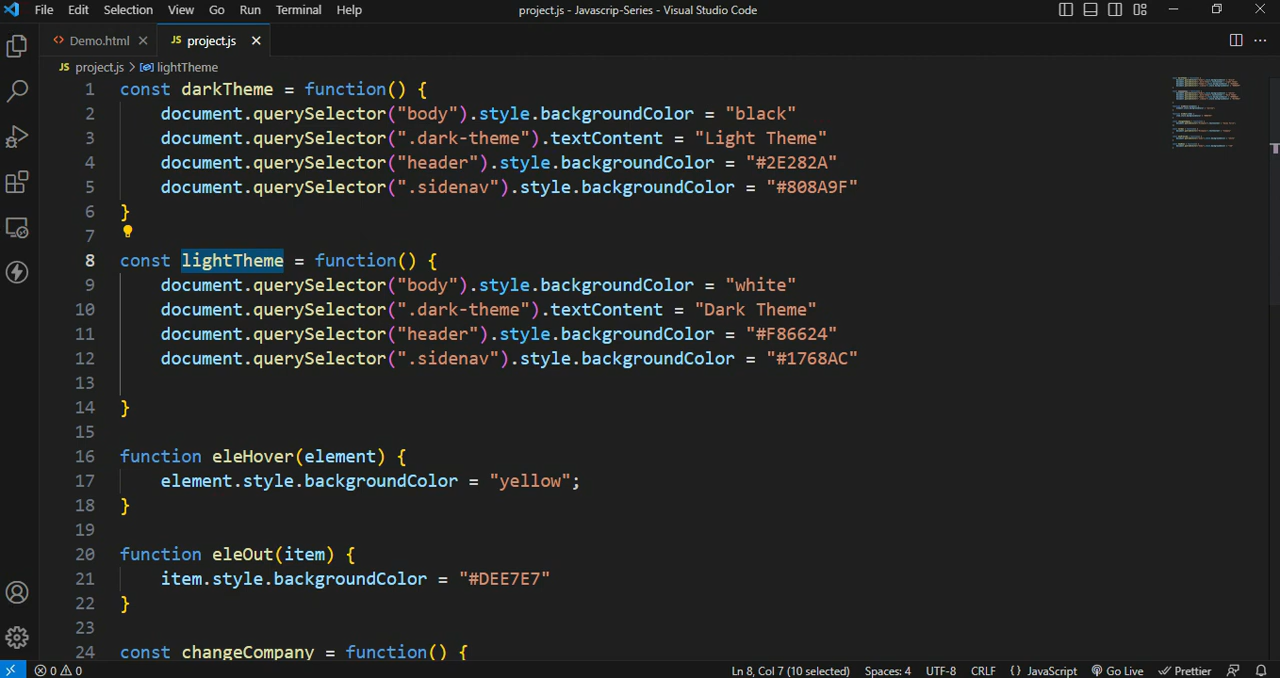 File Edit Selection View Go Run Terminal Help project.js - Javascrip-Series - Visual Studio Code
Demo.html JS project.js
JS project.js > lightTheme
1 const darkTheme = function() {
2 document.querySelector("body").style.backgroundColor = "black"
3 document.querySelector(".dark-theme").textContent = "Light Theme"
4 document.querySelector("header").style.backgroundColor = "#2E282A"
5 document.querySelector(".sidenav").style.backgroundColor = "#808A9F"
6 }
7
8 const lightTheme = function() {
9 document.querySelector("body").style.backgroundColor = "white"
10 document.querySelector(".dark-theme").textContent = "Dark Theme"
11 document.querySelector("header").style.backgroundColor = "#F86624"
12 document.querySelector(".sidenav").style.backgroundColor = "#1768AC"
13
14 }
15
16 function eleHover(element) {
17 element.style.backgroundColor = "yellow";
18 }
19
20 function eleOut(item) {
21 item.style.backgroundColor = "#DEE7E7"
22 }
23
24 const changeCompany = function() {
0 0 Ln 8, Col 7 (10 selected) Spaces: 4 UTF-8 CRLF {} JavaScript Go Live Prettier